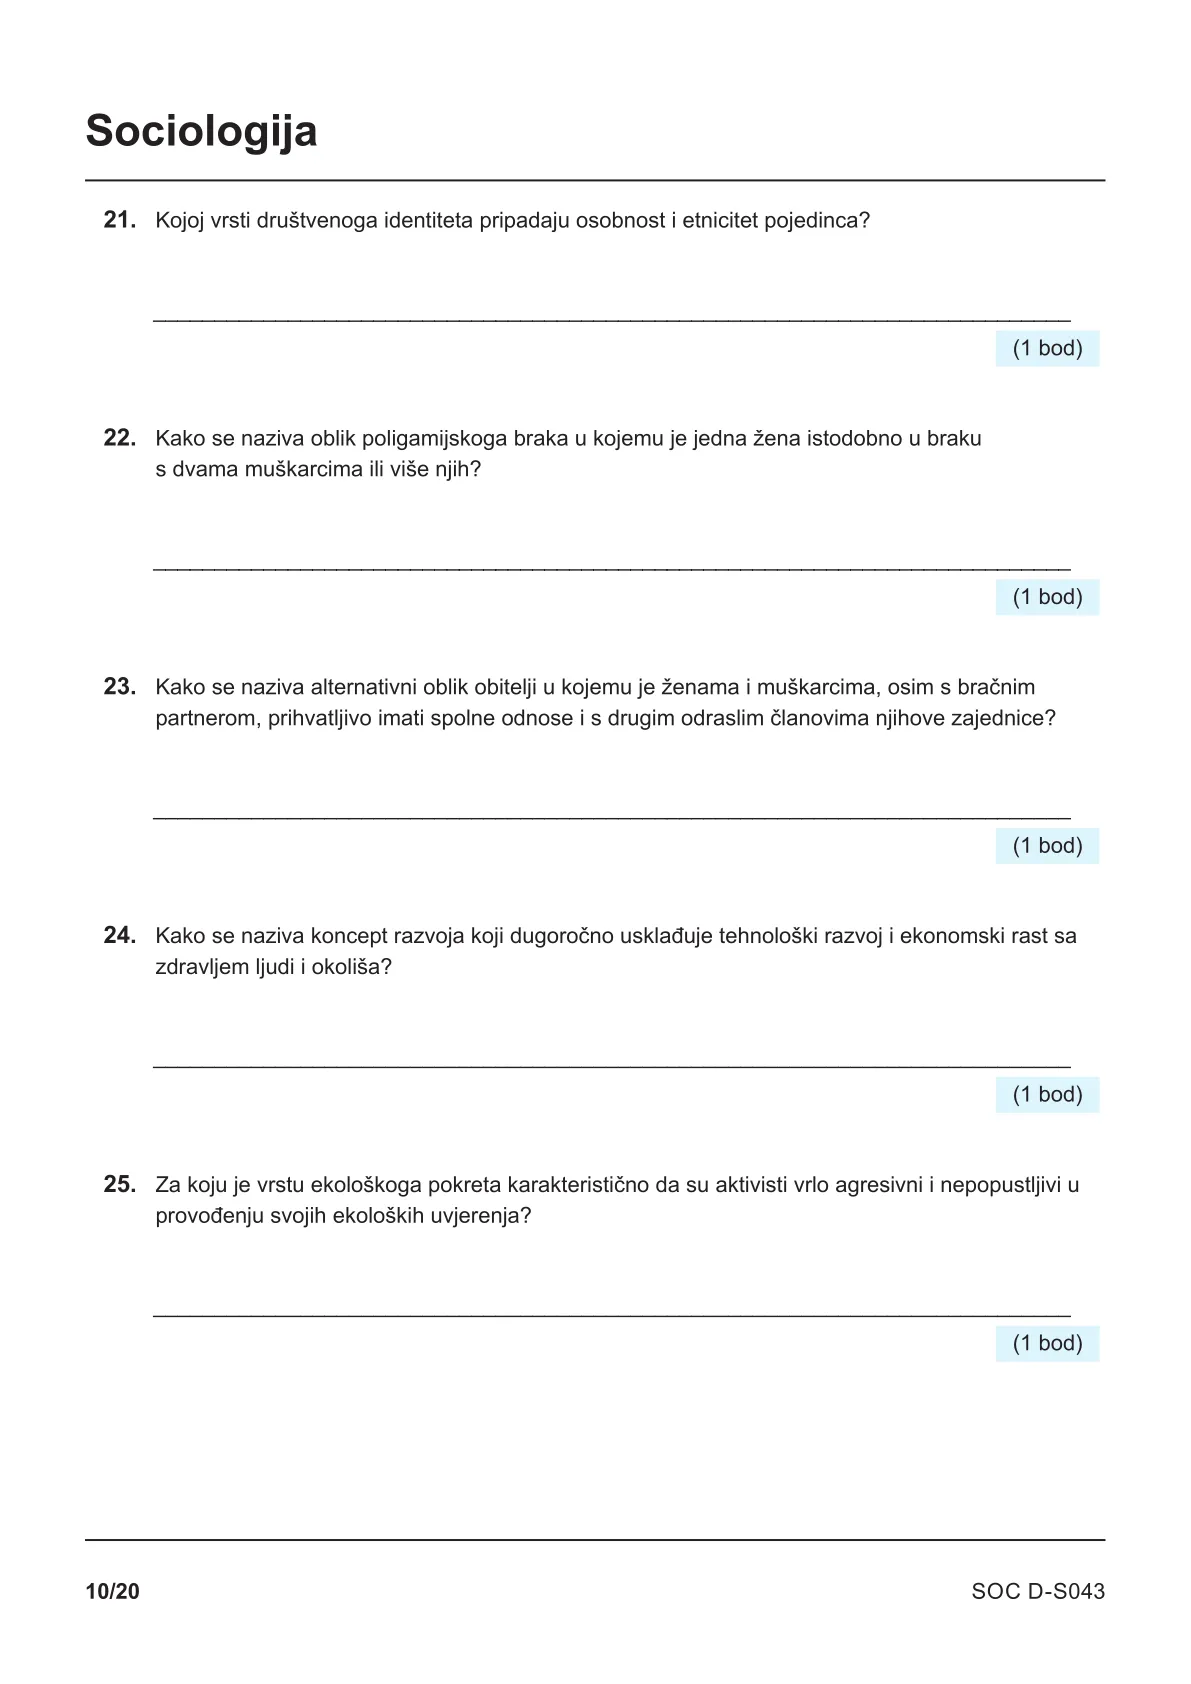 Sociologija
21. Kojoj vrsti društvenoga identiteta pripadaju osobnost i etnicitet pojedinca?
(1 bod)
22. Kako se naziva oblik poligamijskoga braka u kojemu je jedna žena istodobno u braku
s dvama muškarcima ili više njih?
(1 bod)
23. Kako se naziva alternativni oblik obitelji u kojemu je ženama i muškarcima, osim s bračnim
partnerom, prihvatljivo imati spolne odnose i s drugim odraslim članovima njihove zajednice?
(1 bod)
24. Kako se naziva koncept razvoja koji dugoročno usklađuje tehnološki razvoj i ekonomski rast sa
zdravljem ljudi i okoliša?
(1 bod)
25. Za koju je vrstu ekološkoga pokreta karakteristično da su aktivisti vrlo agresivni i nepopustljivi u
provođenju svojih ekoloških uvjerenja?
(1 bod)
10/20 SOC D-S043